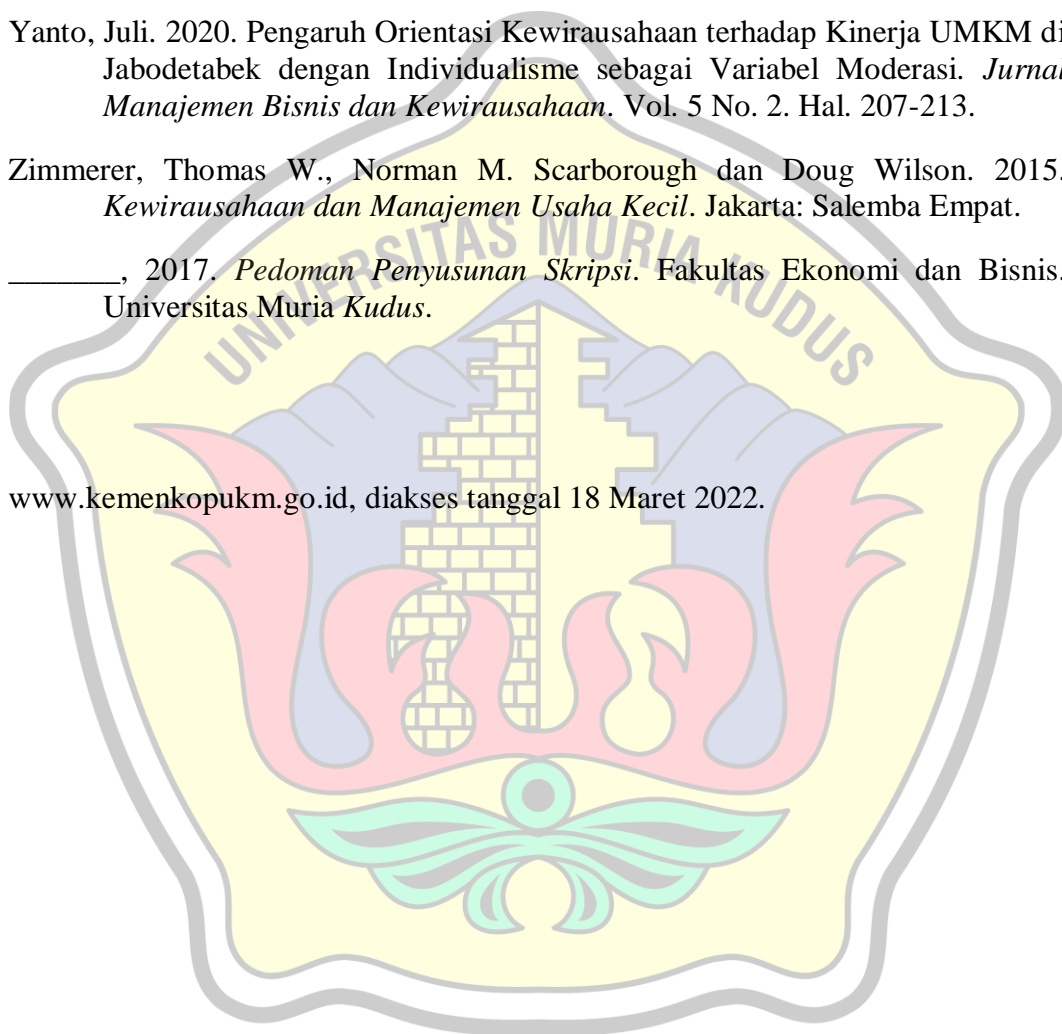 Yanto, Juli. 2020. Pengaruh Orientasi Kewirausahaan terhadap Kinerja UMKM di
Jabodetabek dengan Individualisme sebagai Variabel Moderasi. Jurnal
Manajemen Bisnis dan Kewirausahaan. Vol. 5 No. 2. Hal. 207-213.
Zimmerer, Thomas W., Norman M. Scarborough dan Doug Wilson. 2015.
Kewirausahaan dan Manajemen Usaha Kecil. Jakarta: Salemba Empat.
UNIVERSITAS MURIA KUDUS
_______, 2017. Pedoman Penyusunan Skripsi. Fakultas Ekonomi dan Bisnis.
Universitas Muria Kudus.
www.kemenkopukm.go.id, diakses tanggal 18 Maret 2022.